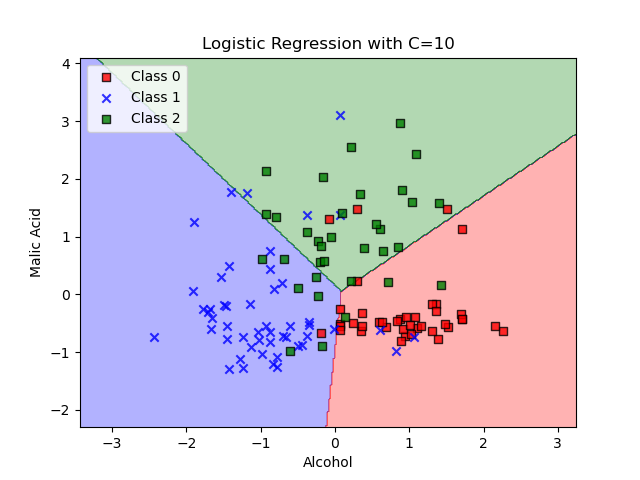 Logistic Regression with C=10
Class 0
Class 1
Class 2
4
3
2
1
0
−1
−2
Malic Acid
−3
−2
−1
0
1
2
3
Alcohol